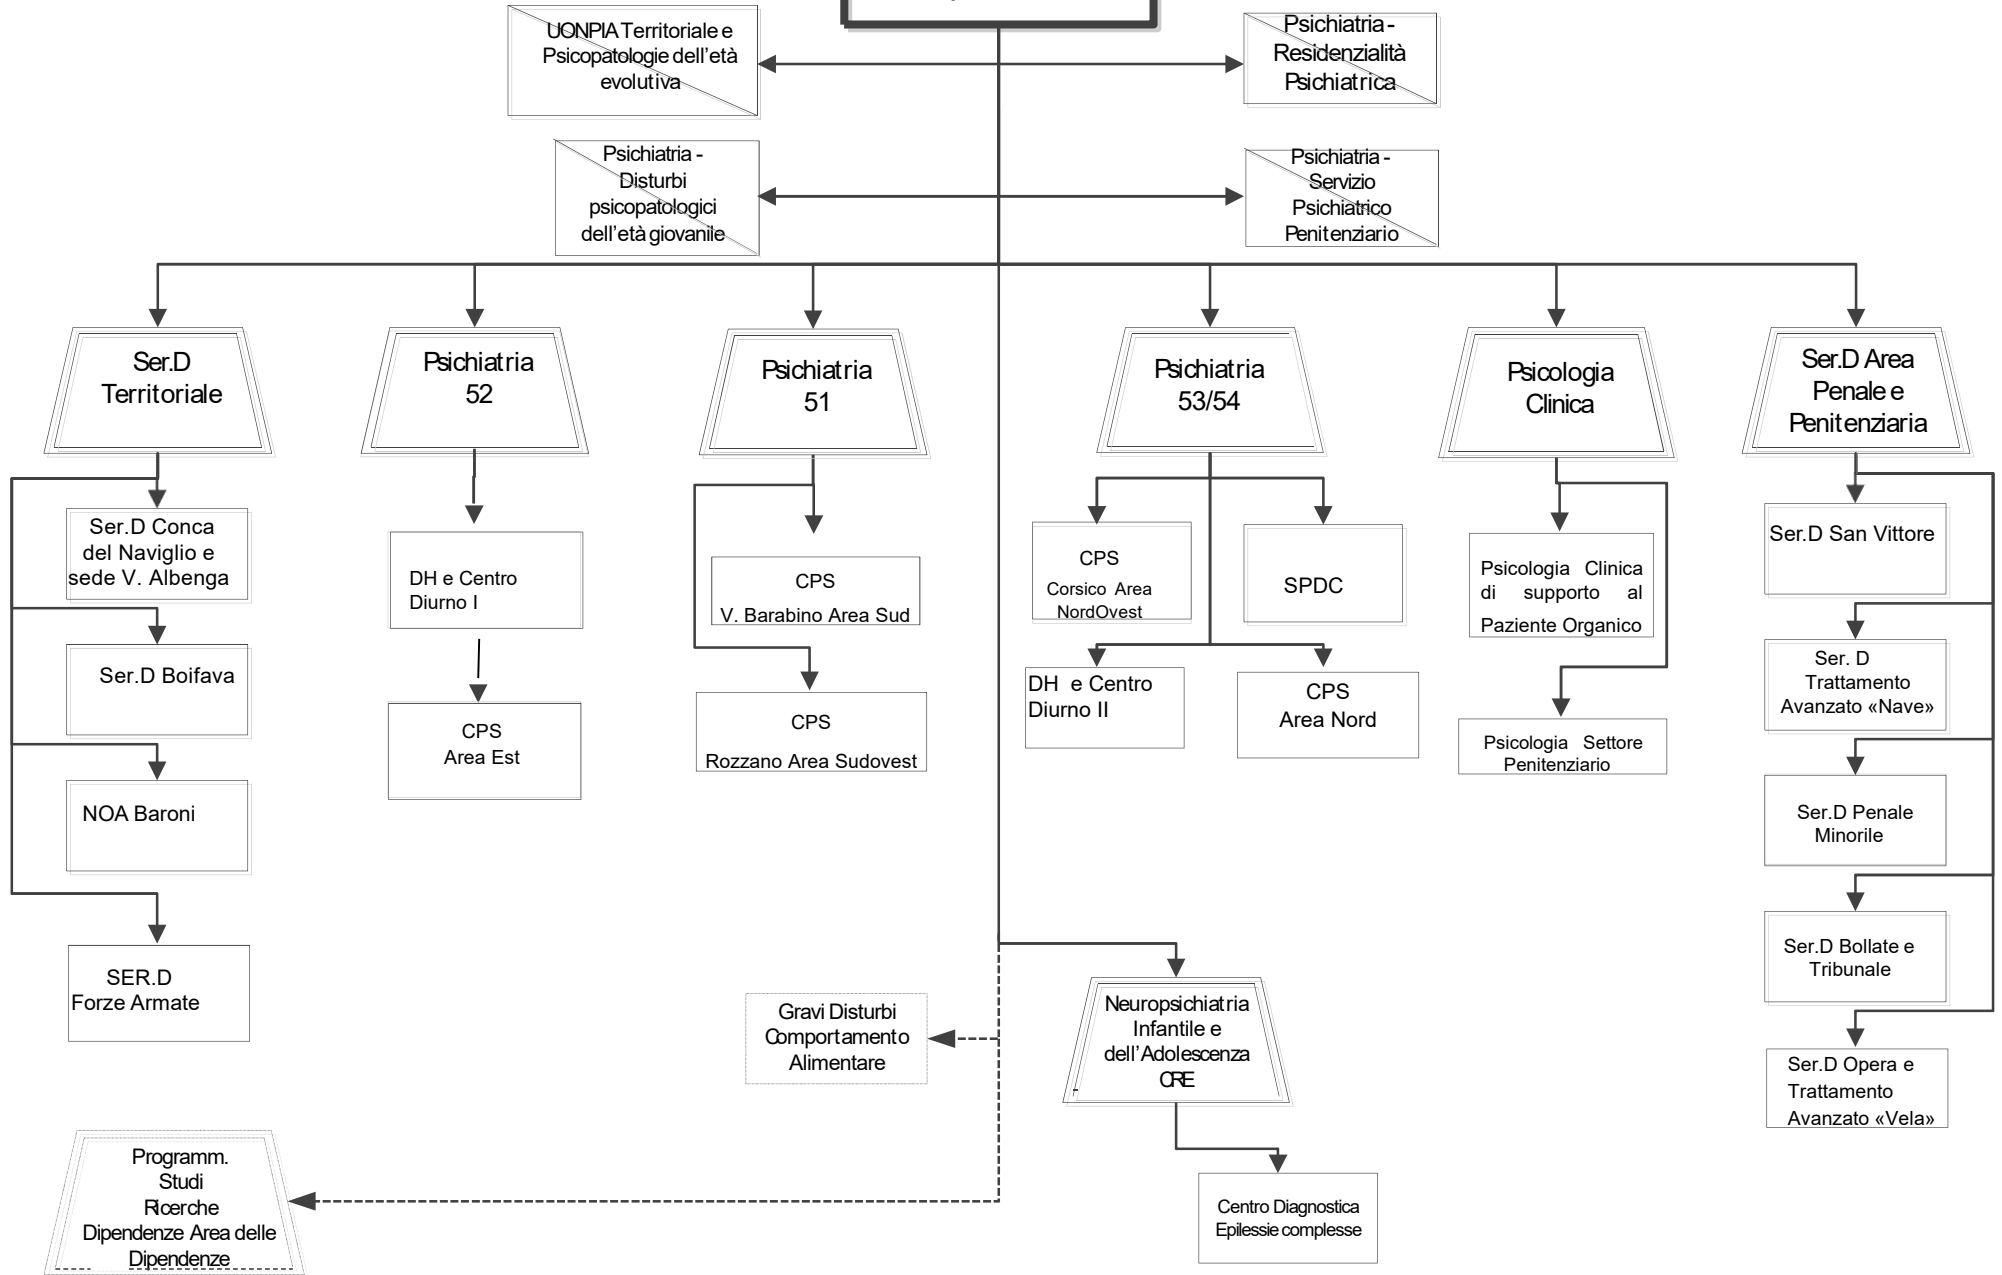 UONPIA Territoriale e
Psicopatologie dell'età
evolutiva
Psichiatria -
Residenzialità
Psichiatrica
Psichiatria -
Disturbi
psicopatologici
dell'età giovanile
Psichiatria -
Servizio
Psichiatrico
Penitenziario
Ser.D
Territoriale
Psichiatria
52
Psichiatria
51
Psichiatria
53/54
Psicologia
Clinica
Ser.D Area
Penale e
Penitenziaria
Ser.D Conca
del Naviglio e
sede V. Albenga
DH e Centro
Diurno I
CPS
V. Barabino Area Sud
CPS
Corsico Area
NordOvest
SPDC
Psicologia Clinica
di supporto al
Paziente Organico
Ser.D San Vittore
Ser.D Boifava
CPS
Area Est
CPS
Rozzano Area Sudovest
DH e Centro
Diurno II
CPS
Area Nord
Psicologia Settore
Penitenziario
Ser. D
Trattamento
Avanzato «Nave»
NOA Baroni
Ser.D Penale
Minorile
SER.D
Forze Armate
Ser.D Bollate e
Tribunale
Gravi Disturbi
Comportamento
Alimentare
Neuropsichiatria
Infantile e
dell'Adolescenza
CRE
Ser.D Opera e
Trattamento
Avanzato «Vela»
Programm.
Studi
Ricerche
Dipendenze Area delle
Dipendenze
Centro Diagnostica
Epilessie complesse